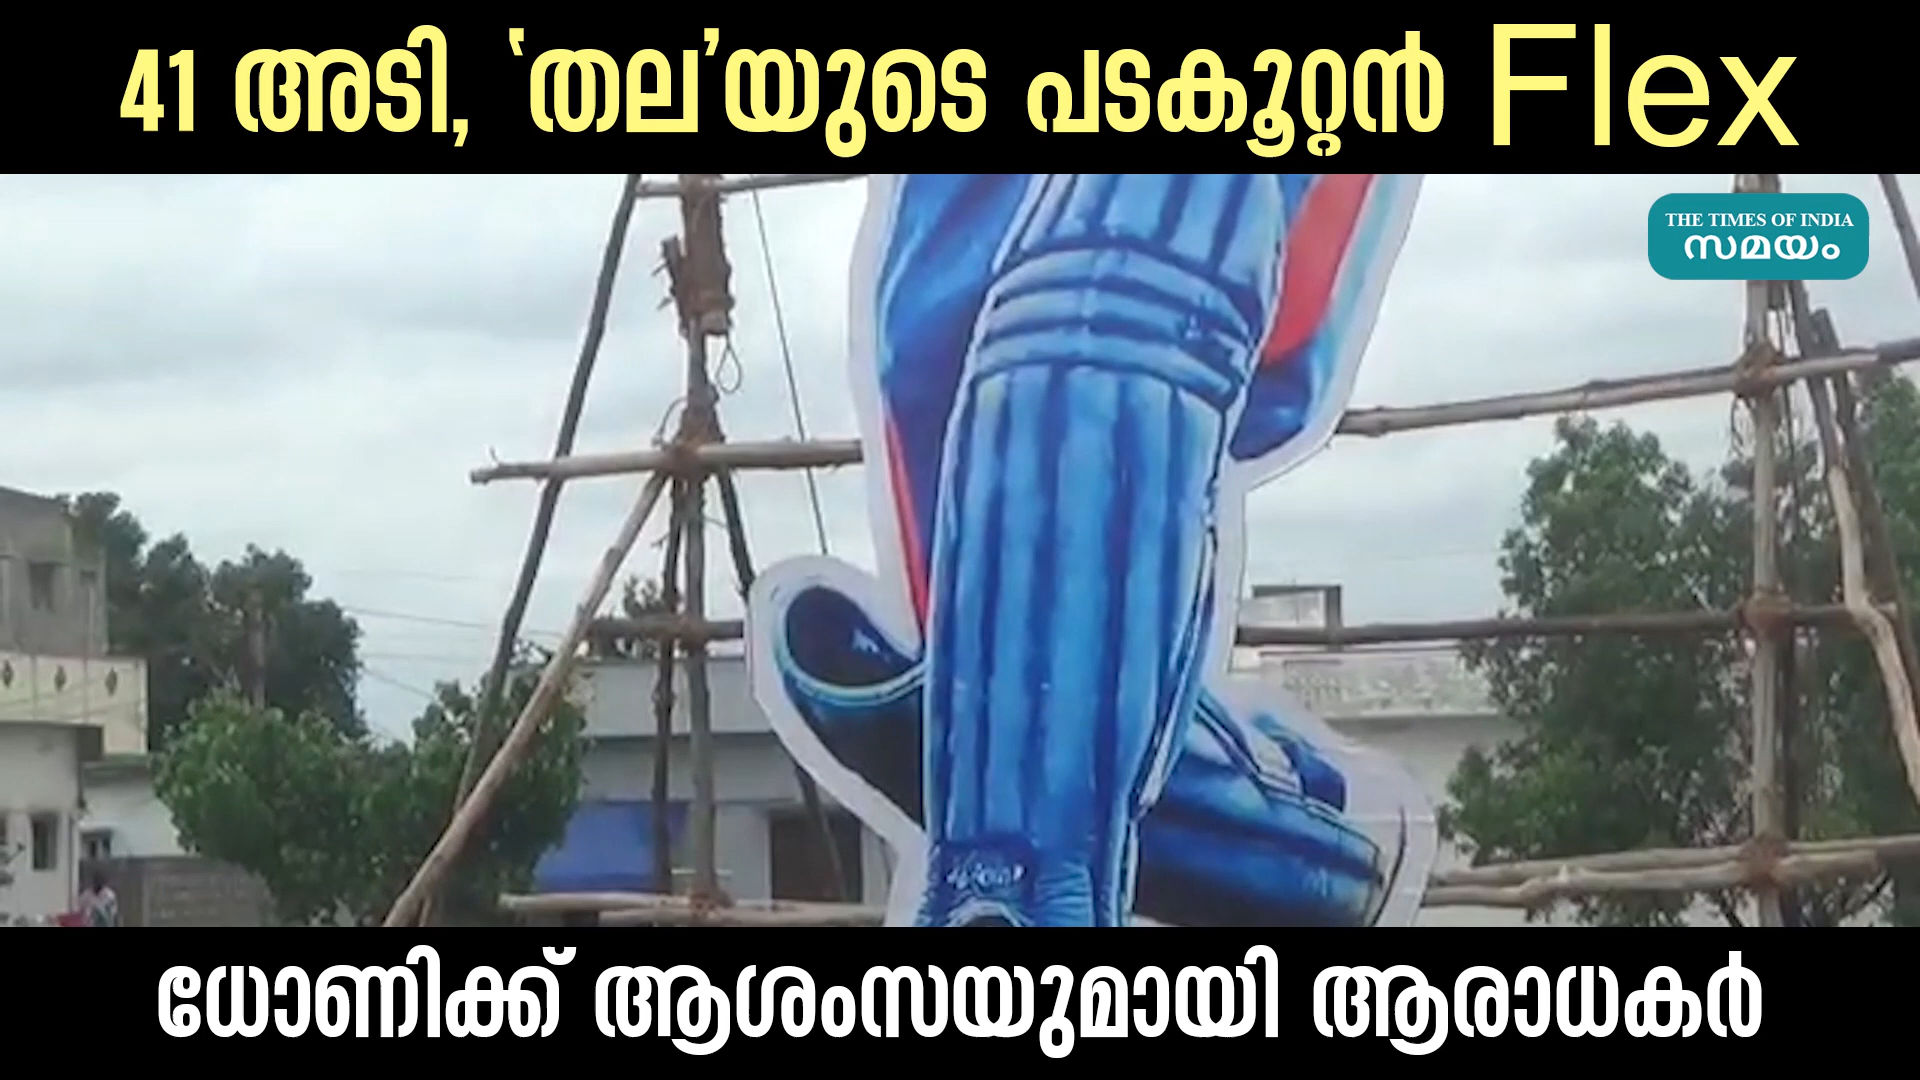 41 അടി, ‘തല’യുടെ പടകൂറ്റൻ Flex
THE TIMES OF INDIA
സമയം
ധോണിക്ക് ആശംസയുമായി ആരാധകർ